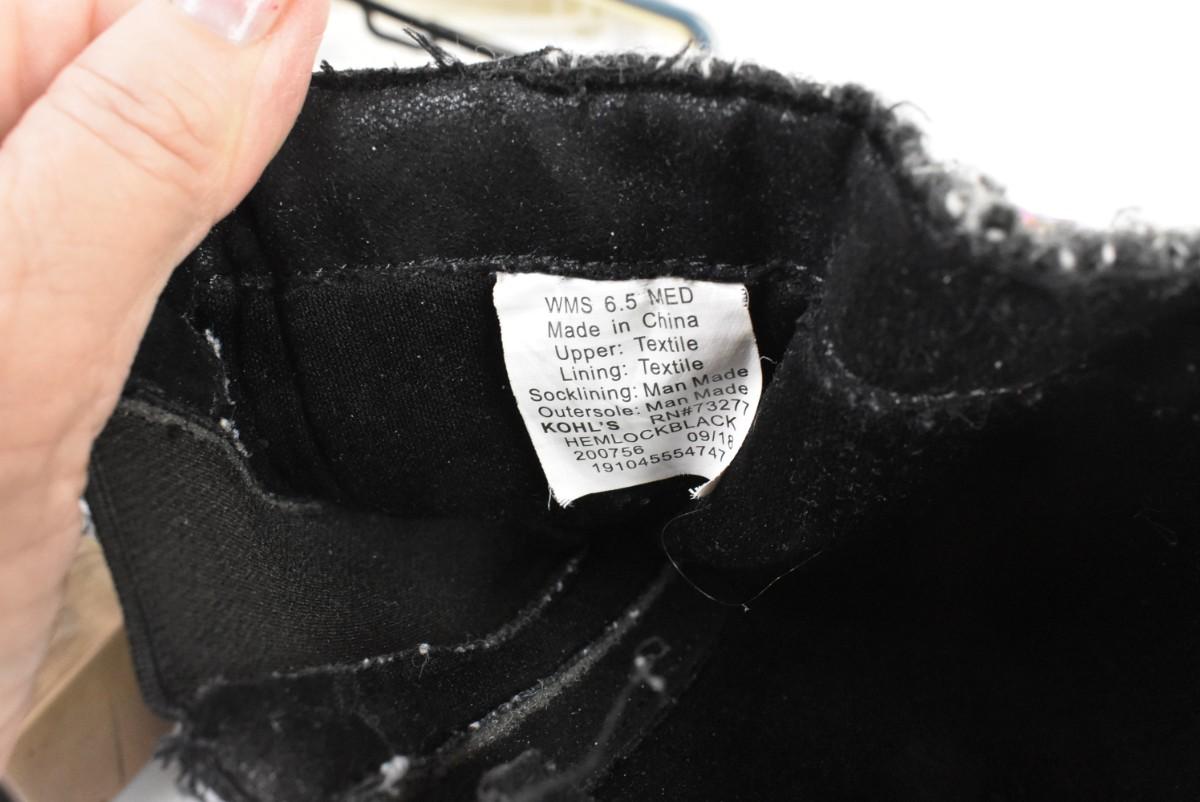 WMS 6.5 MED
Made in China
Upper: Textile
Lining: Textile
Socklining: Man Made
Outersole: Man Made
KOHL'S RN#73277
HEMLOCKBLACK
200756 09/18
191045554747